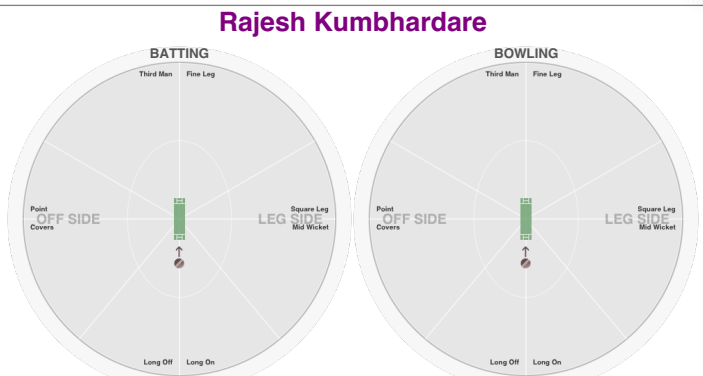 Rajesh Kumbhardare
BATTING
Third Man Fine Leg
Point
OFF SIDE
Covers
Square Leg
LEG SIDE
Mid Wicket
Long Off Long On
BOWLING
Third Man Fine Leg
Point
OFF SIDE
Covers
Square Leg
LEG SIDE
Mid Wicket
Long Off Long On